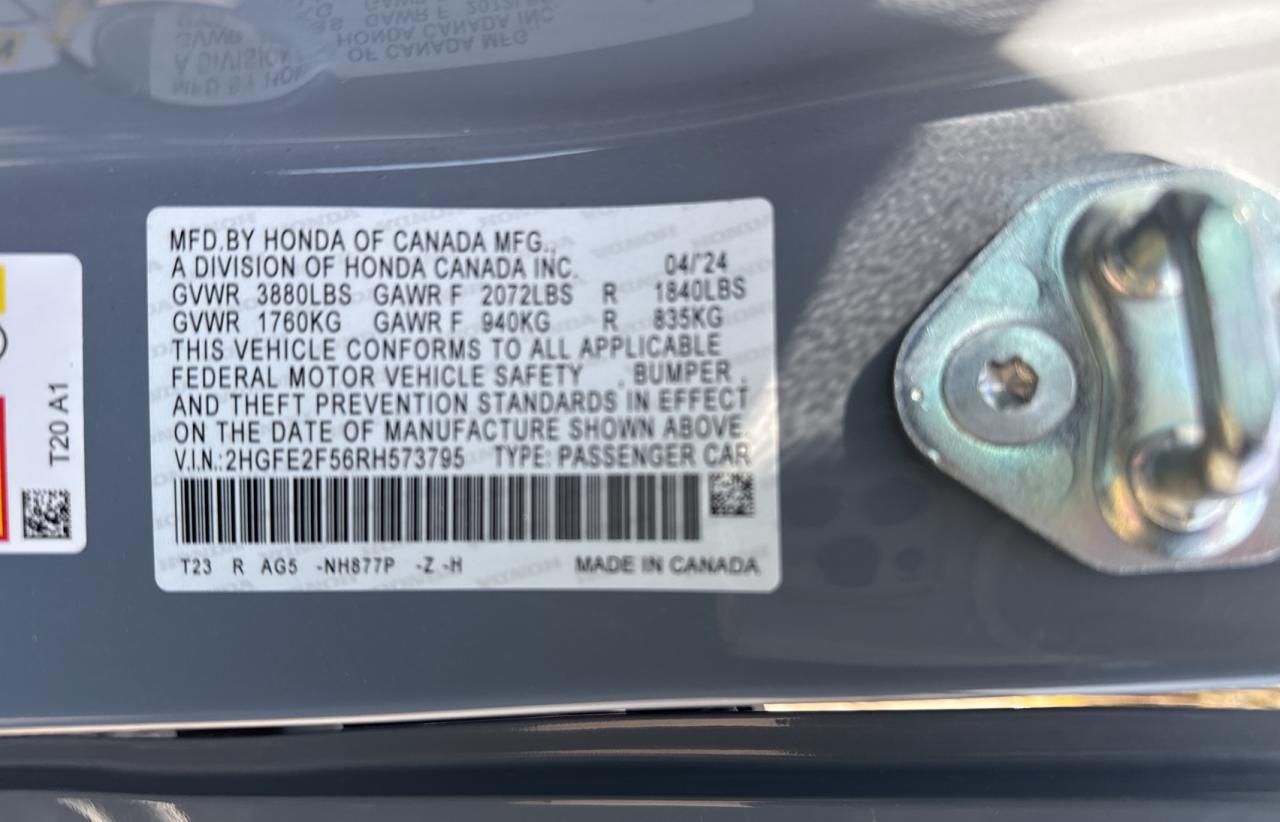 MFD.BY HONDA OF CANADA MFG.,
A DIVISION OF HONDA CANADA INC. 04/'24
GVWR 3880LBS GAWR F 2072LBS R 1840LBS
GVWR 1760KG GAWR F 940KG R 835KG
THIS VEHICLE CONFORMS TO ALL APPLICABLE
FEDERAL MOTOR VEHICLE SAFETY , BUMPER ,
AND THEFT PREVENTION STANDARDS IN EFFECT
ON THE DATE OF MANUFACTURE SHOWN ABOVE.
V.I.N.:2HGFE2F56RH573795 TYPE: PASSENGER CAR
T23 R AG5 -NH877P -Z -H MADE IN CANADA
T20 A1